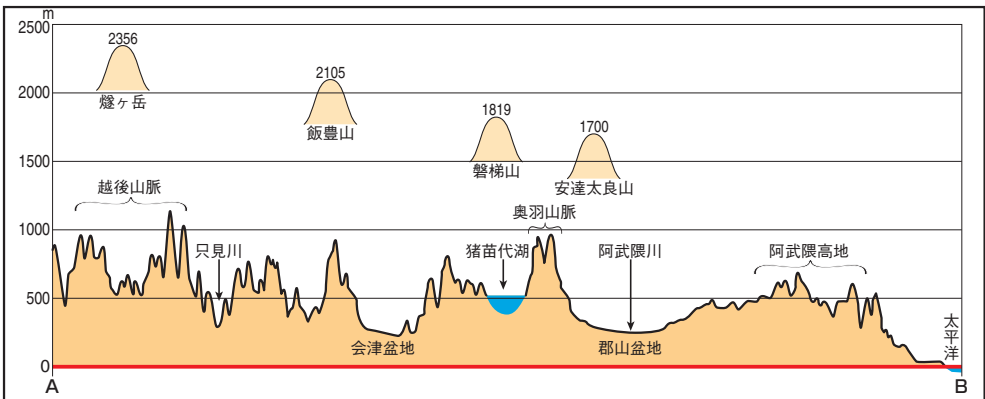 m
2500
2000
1500
1000
500
0
2356
燧ヶ岳
2105
飯豊山
1819
磐梯山
1700
安達太良山
越後山脈
只見川
猪苗代湖
奥羽山脈
阿武隈川
阿武隈高地
会津盆地
郡山盆地
太平洋
A
B